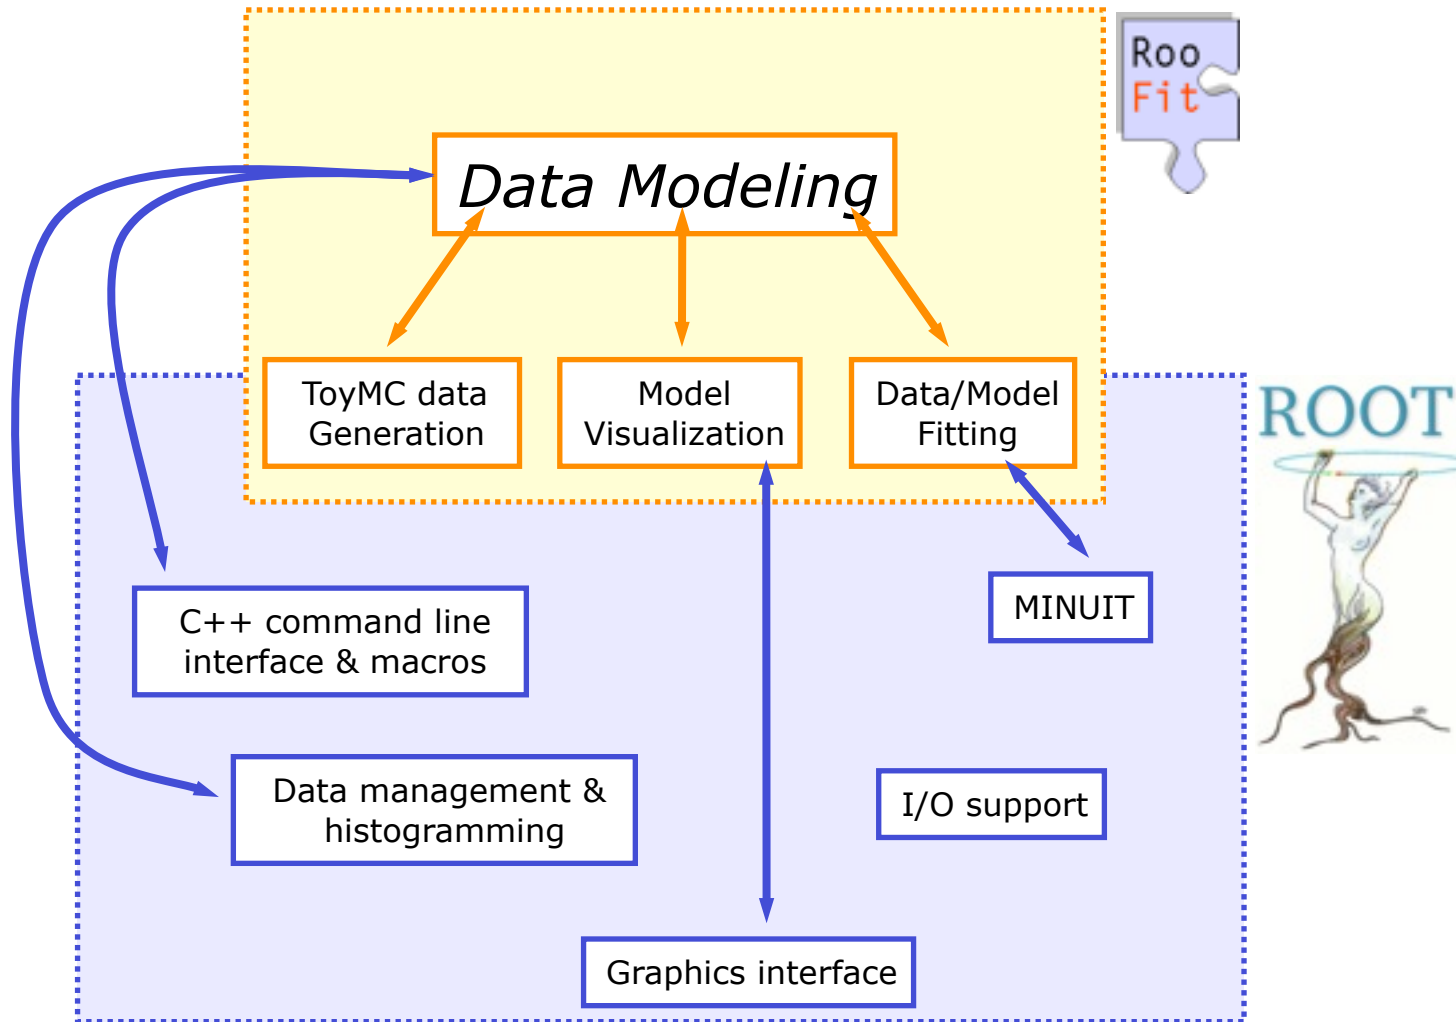 Roo
Fit
Data Modeling
ToyMC data
Generation
Model
Visualization
Data/Model
Fitting
ROOT
C++ command line
interface & macros
MINUIT
Data management &
histogramming
I/O support
Graphics interface